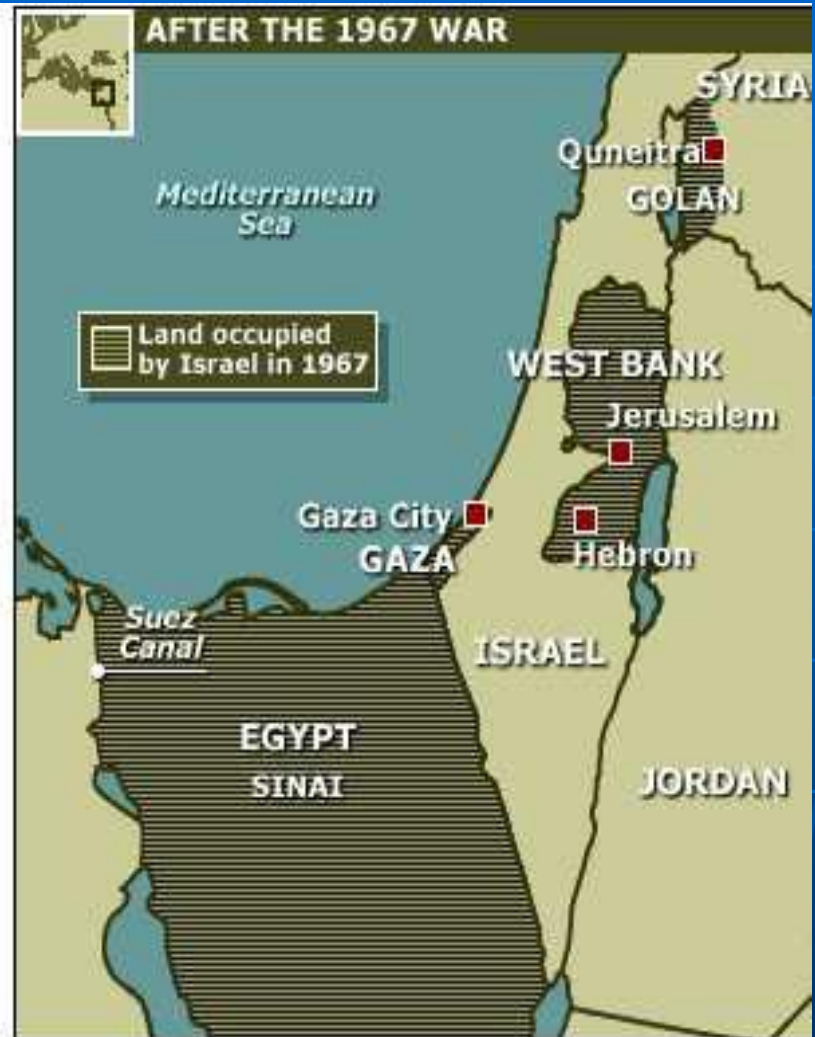 AFTER THE 1967 WAR
SYRIA
Quneitra
GOLAN
Mediterranean
Sea
Land occupied
by Israel in 1967
WEST BANK
Jerusalem
Gaza City
GAZA
Hebron
Suez
Canal
ISRAEL
EGYPT
SINAI
JORDAN